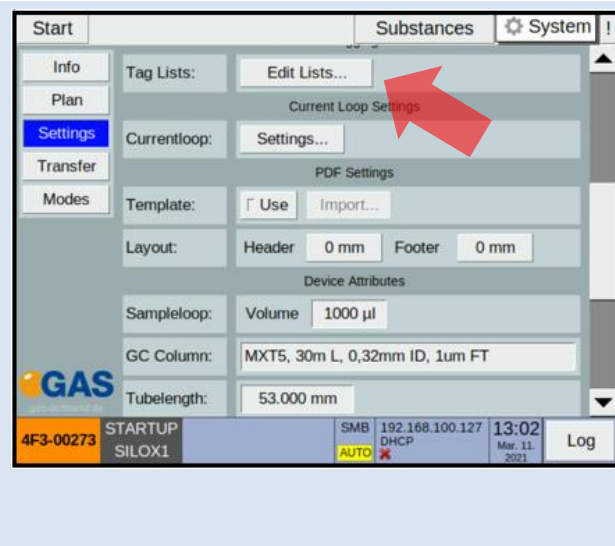 Start Substances System !
Info
Plan
Settings
Transfer
Modes
Tag Lists: Edit Lists...
Current Loop Settings
Currentloop: Settings...
PDF Settings
Template: Use Import...
Layout: Header 0 mm Footer 0 mm
Device Attributes
Sampleloop: Volume 1000 µl
GC Column: MXT5, 30m L, 0,32mm ID, 1um FT
Tubelength: 53.000 mm
GAS
4F3-00273
STARTUP
SILOX1
SMB
AUTO
192.168.100.127
DHCP
13:02
Mar. 11.
2021
Log